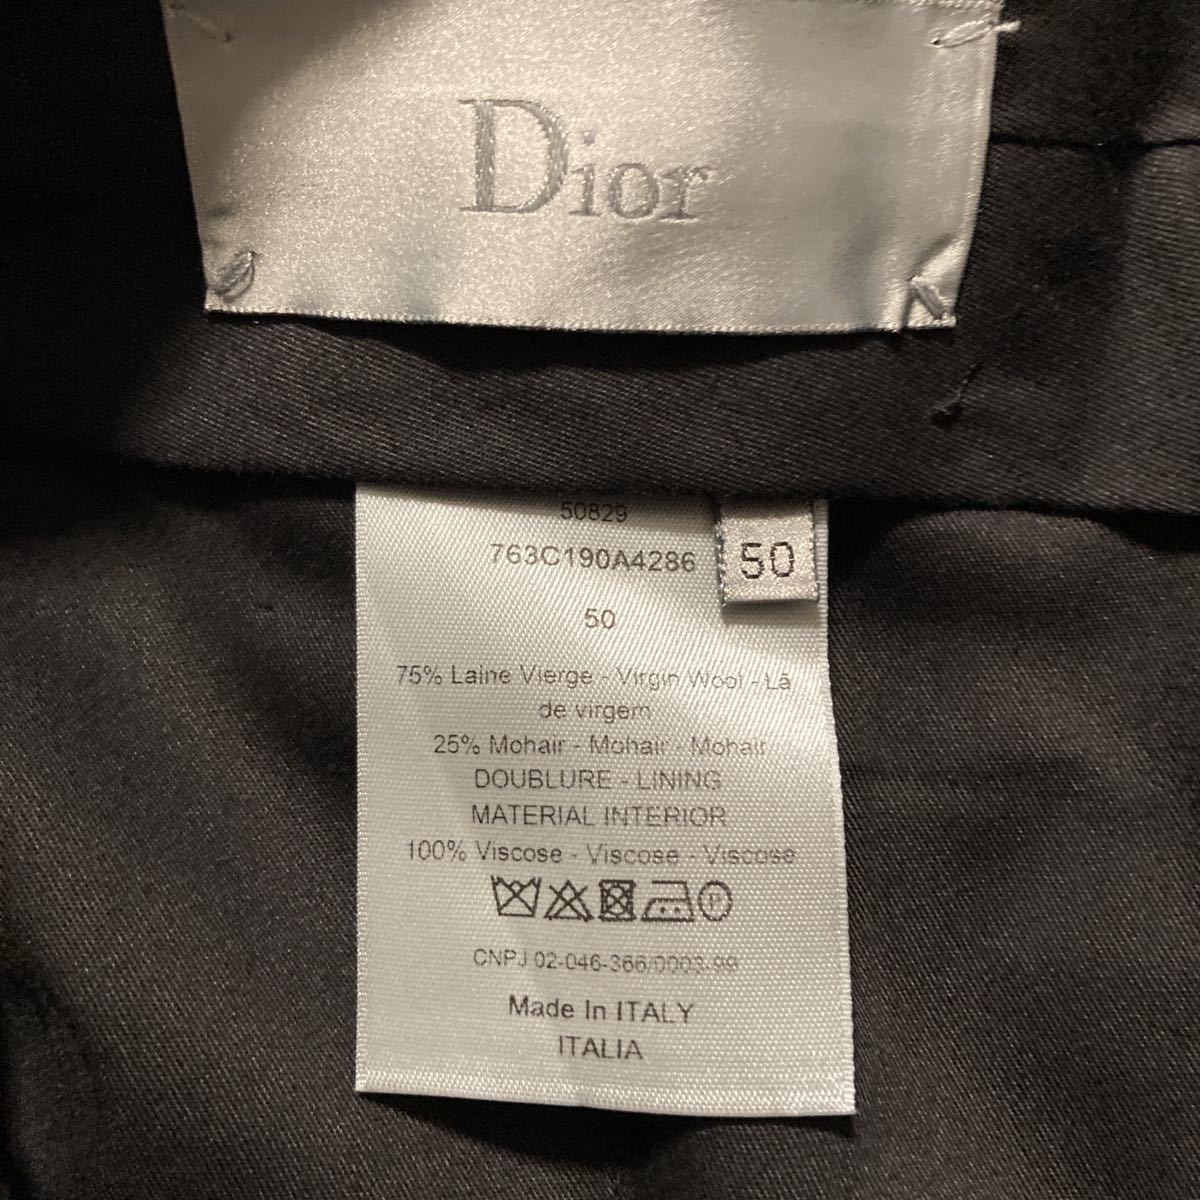 Dior
50829
763C190A4286
50
50
75% Laine Vierge - Virgin Wool - Lã
de virgem
25% Mohair - Mohair - Mohair
DOUBLURE - LINING
MATERIAL INTERIOR
100% Viscose - Viscose - Viscose
P
CNPJ 02-046-366/0003-99
Made In ITALY
ITALIA